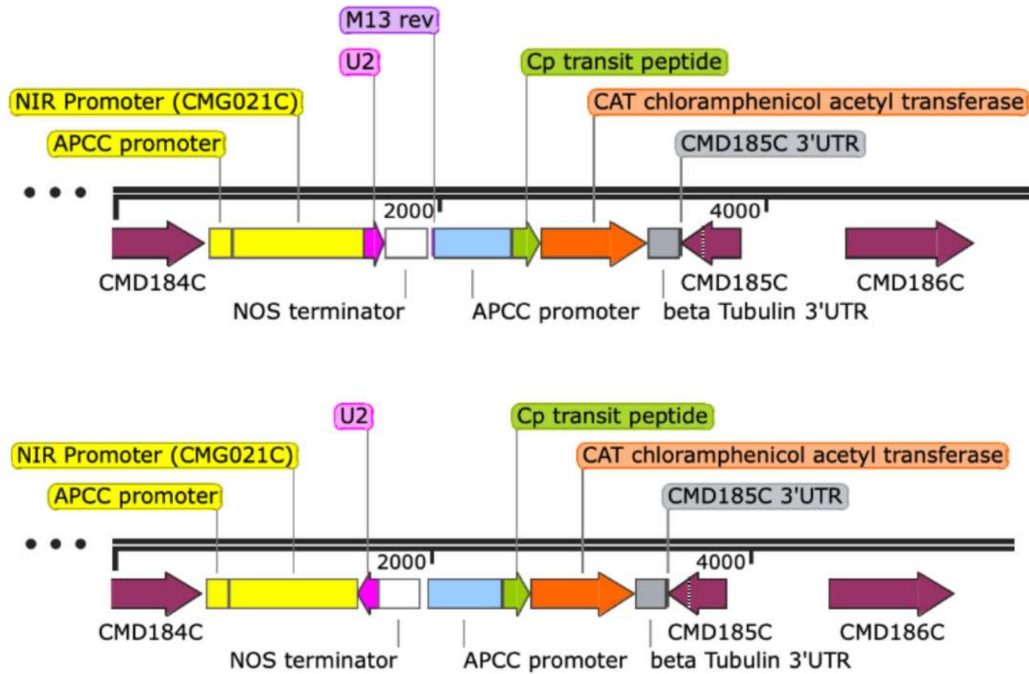 M13 rev
U2
Cp transit peptide
NIR Promoter (CMG021C)
CAT chloramphenicol acetyl transferase
APCC promoter
CMD185C 3'UTR
2000
4000
CMD184C
CMD185C
CMD186C
NOS terminator
APCC promoter
beta Tubulin 3'UTR
U2
Cp transit peptide
NIR Promoter (CMG021C)
CAT chloramphenicol acetyl transferase
APCC promoter
CMD185C 3'UTR
2000
4000
CMD184C
CMD185C
CMD186C
NOS terminator
APCC promoter
beta Tubulin 3'UTR